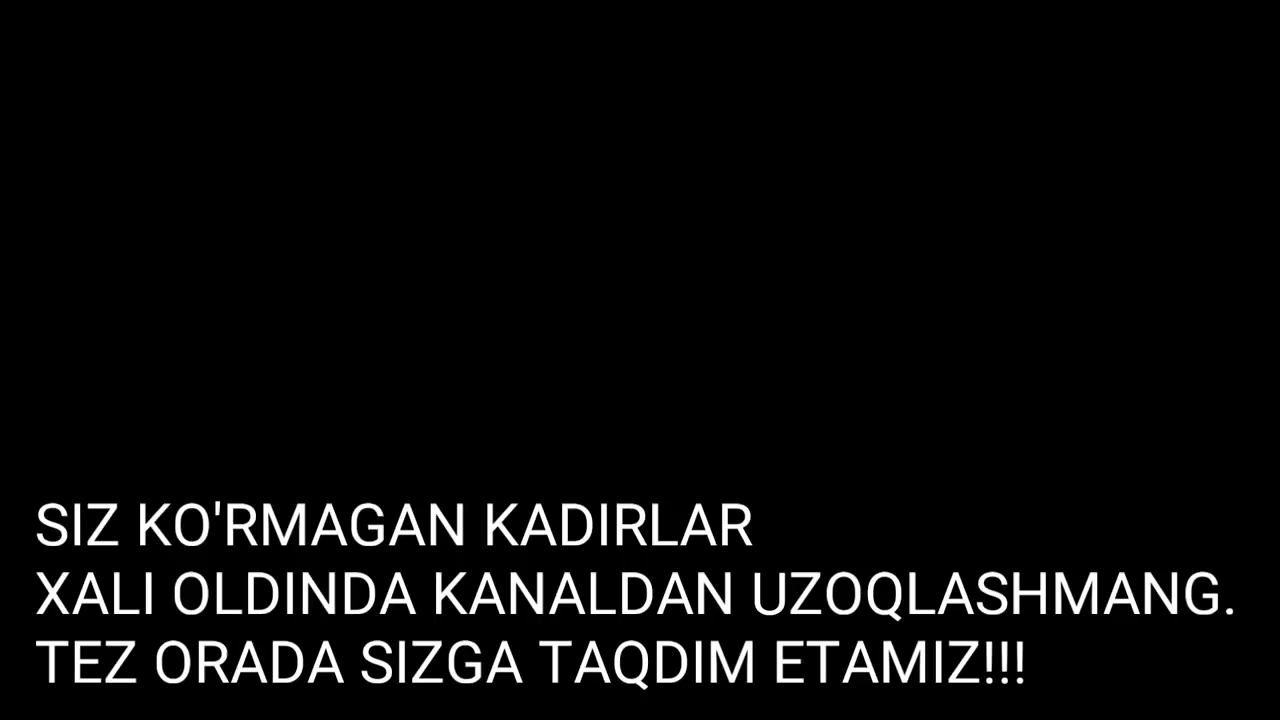 SIZ KO'RMAGAN KADIRLAR
XALI OLDINDA KANALDAN UZOQLASHMANG.
TEZ ORADA SIZGA TAQDIM ETAMIZ!!!